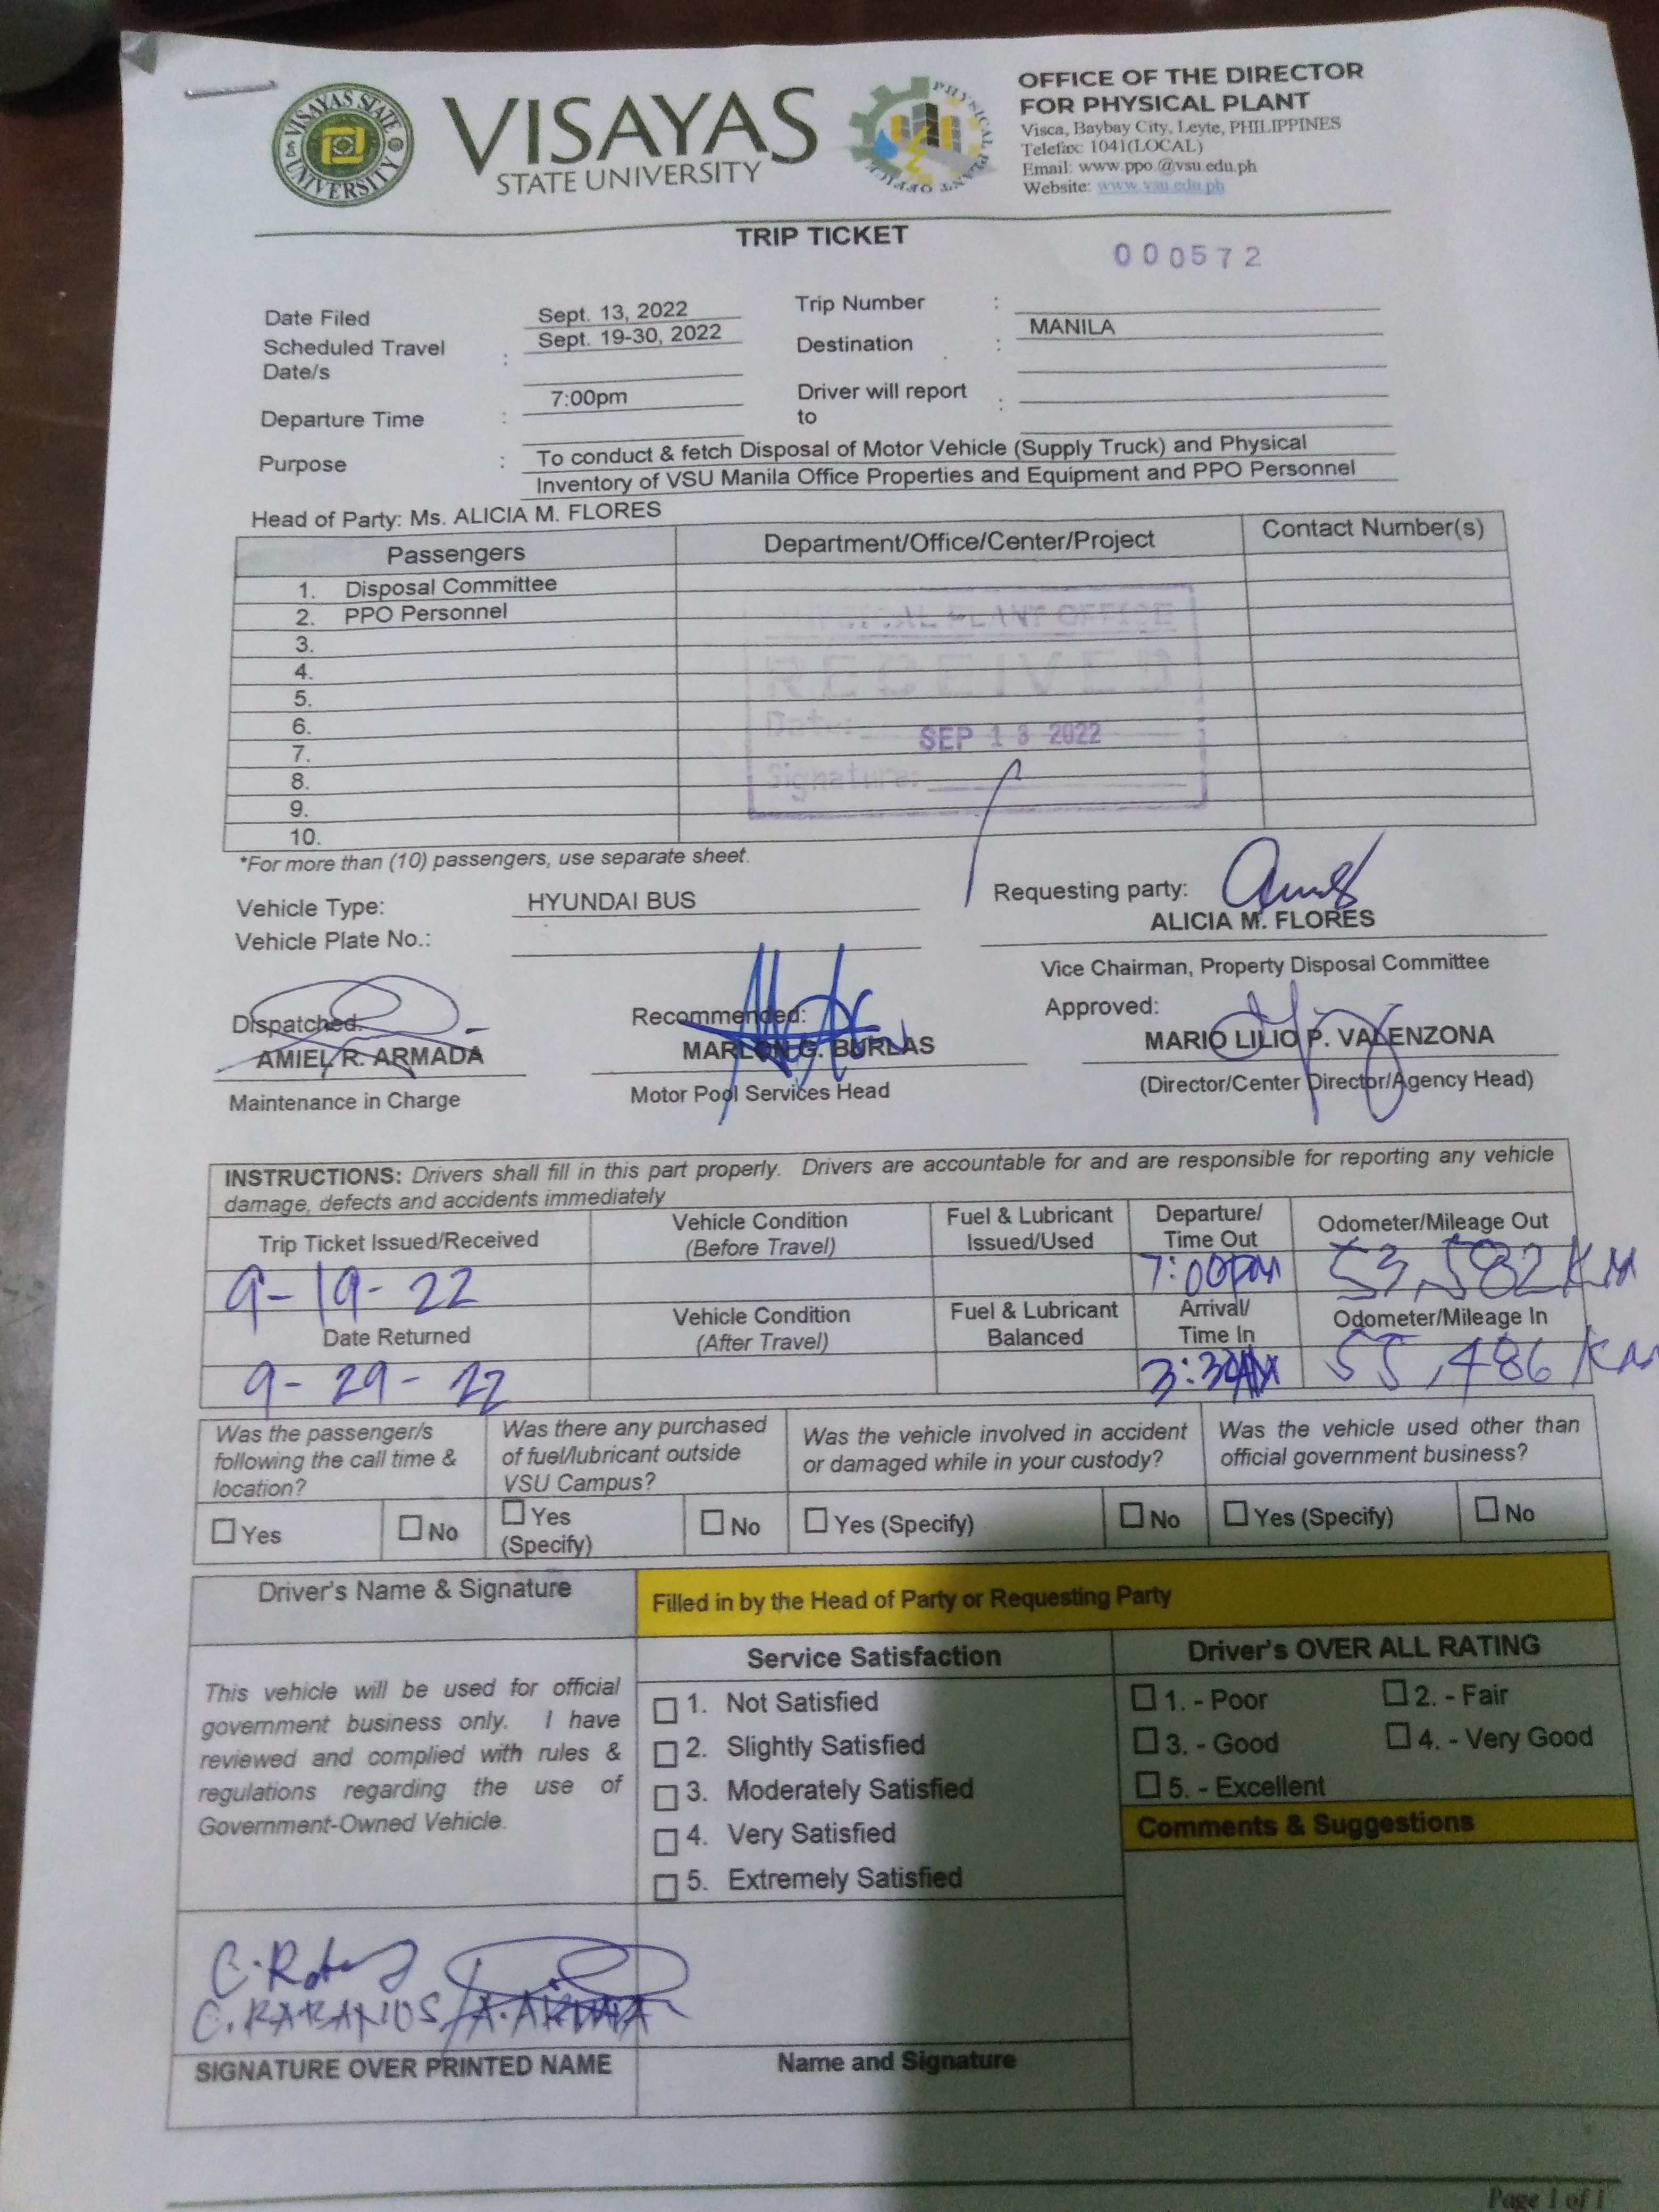 VISAYAS STATE UNIVERSITY
VISAYAS
STATE UNIVERSITY
PHYSICAL PLANT OFFICE
OFFICE OF THE DIRECTOR
FOR PHYSICAL PLANT
Visca, Baybay City, Leyte, PHILIPPINES
Telefax: 1041(LOCAL)
Email: www.ppo.@vsu.edu.ph
Website: www.vsu.edu.ph
TRIP TICKET
000572
Date Filed Sept. 13, 2022 Trip Number :
Scheduled Travel Date/s : Sept. 19-30, 2022 Destination : MANILA
Departure Time : 7:00pm Driver will report to :
Purpose : To conduct & fetch Disposal of Motor Vehicle (Supply Truck) and Physical
Inventory of VSU Manila Office Properties and Equipment and PPO Personnel
Head of Party: Ms. ALICIA M. FLORES
Passengers Department/Office/Center/Project Contact Number(s)
1. Disposal Committee
2. PPO Personnel
3.
4.
5.
6.
7.
8.
9.
10.
PHYSICAL PLANT OFFICE
RECEIVED
Date: SEP 13 2022
Signature:
*For more than (10) passengers, use separate sheet.
Vehicle Type: HYUNDAI BUS
Vehicle Plate No.:
Requesting party:
ALICIA M. FLORES
Vice Chairman, Property Disposal Committee
Dispatched: Recommended: Approved:
AMIEL R. ARMADA MARLON G. BURLAS MARIO LILIO P. VALENZONA
Maintenance in Charge Motor Pool Services Head (Director/Center Director/Agency Head)
INSTRUCTIONS: Drivers shall fill in this part properly. Drivers are accountable for and are responsible for reporting any vehicle
damage, defects and accidents immediately
Trip Ticket Issued/Received Vehicle Condition (Before Travel) Fuel & Lubricant Issued/Used Departure/ Time Out Odometer/Mileage Out
9-19-22 7:00PM 53,582 KM
Date Returned Vehicle Condition (After Travel) Fuel & Lubricant Balanced Arrival/ Time In Odometer/Mileage In
9-29-22 3:30AM 55,486 KM
Was the passenger/s following the call time & location?
Was there any purchased of fuel/lubricant outside VSU Campus?
Was the vehicle involved in accident or damaged while in your custody?
Was the vehicle used other than official government business?
Yes No Yes (Specify) No Yes (Specify) No Yes (Specify) No
Driver's Name & Signature
Filled in by the Head of Party or Requesting Party
Service Satisfaction
Driver's OVER ALL RATING
This vehicle will be used for official
government business only. I have
reviewed and complied with rules &
regulations regarding the use of
Government-Owned Vehicle.
1. Not Satisfied
2. Slightly Satisfied
3. Moderately Satisfied
4. Very Satisfied
5. Extremely Satisfied
1. - Poor 2. - Fair
3. - Good 4. - Very Good
5. - Excellent
Comments & Suggestions
SIGNATURE OVER PRINTED NAME
Name and Signature
Page 1 of 1